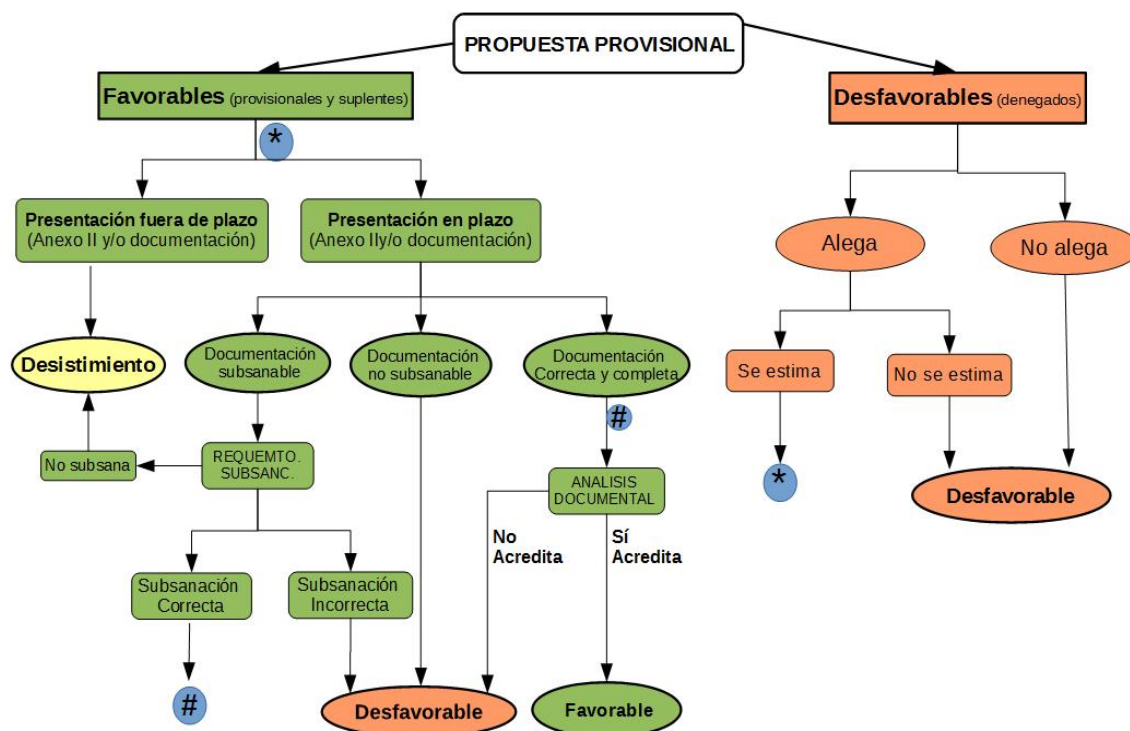 PROPUESTA PROVISIONAL
Favorables (provisionales y suplentes)
Desfavorables (denegados)
*
Presentación fuera de plazo
(Anexo II y/o documentación)
Presentación en plazo
(Anexo IIy/o documentación)
Alega
No alega
Desistimiento
Documentación
subsanable
Documentación
no subsanable
Documentación
Correcta y completa
Se estima
No se estima
#
No subsana
REQUEMTO.
SUBSANC.
ANALISIS
DOCUMENTAL
*
Desfavorable
No
Acredita
Sí
Acredita
Subsanación
Correcta
Subsanación
Incorrecta
#
Desfavorable
Favorable